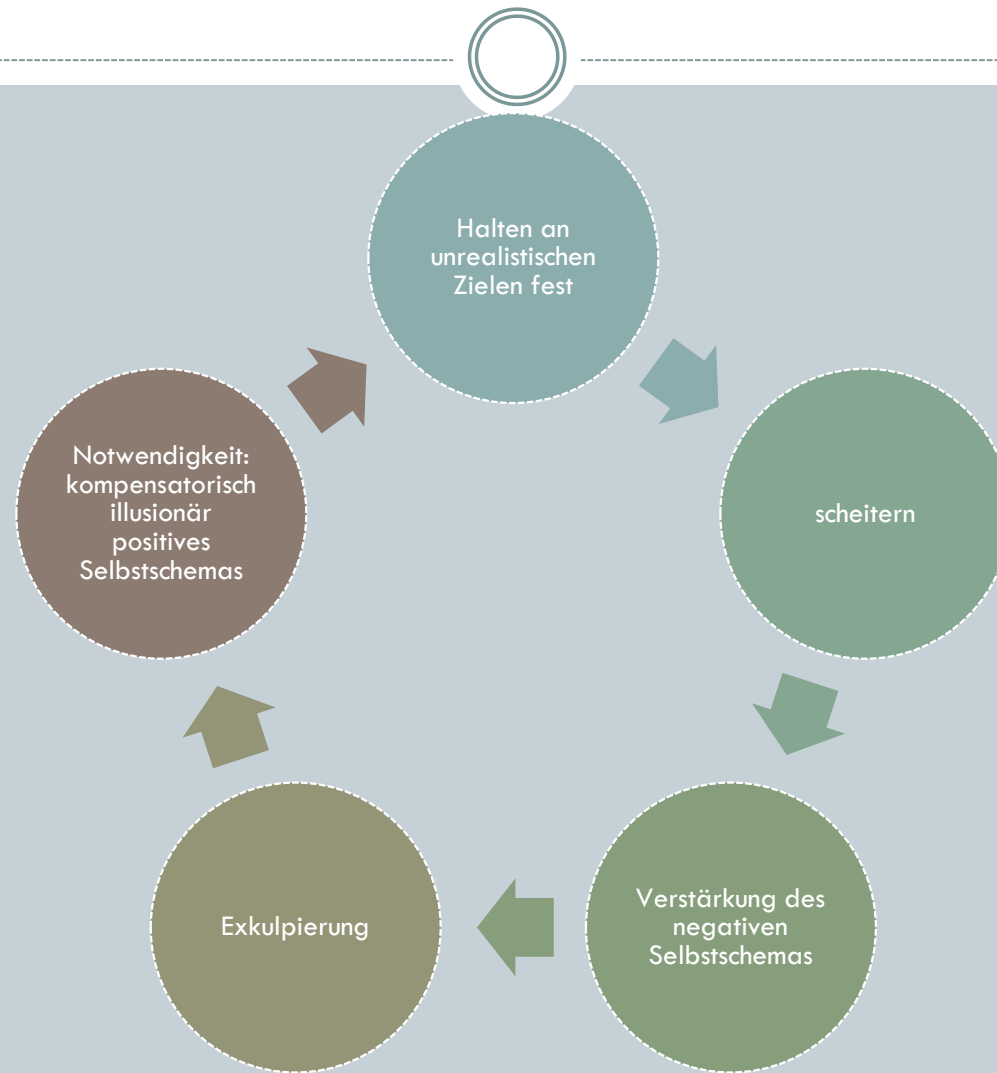 Halten an
unrealistischen
Zielen fest
scheitern
Verstärkung des
negativen
Selbstschemas
Exkulpierung
Notwendigkeit:
kompensatorisch
illusionär
positives
Selbstschemas